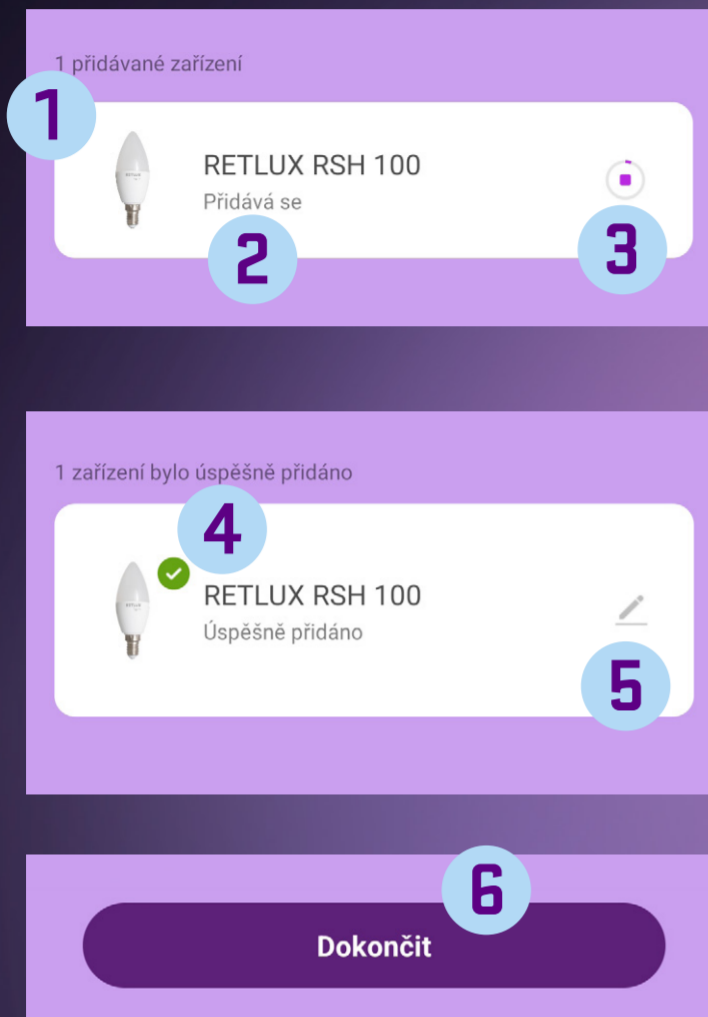 1 přidávané zařízení
1
RETLUX RSH 100
Přidává se
2
3
1 zařízení bylo úspěšně přidáno
4
RETLUX RSH 100
Úspěšně přidáno
5
6
Dokončit